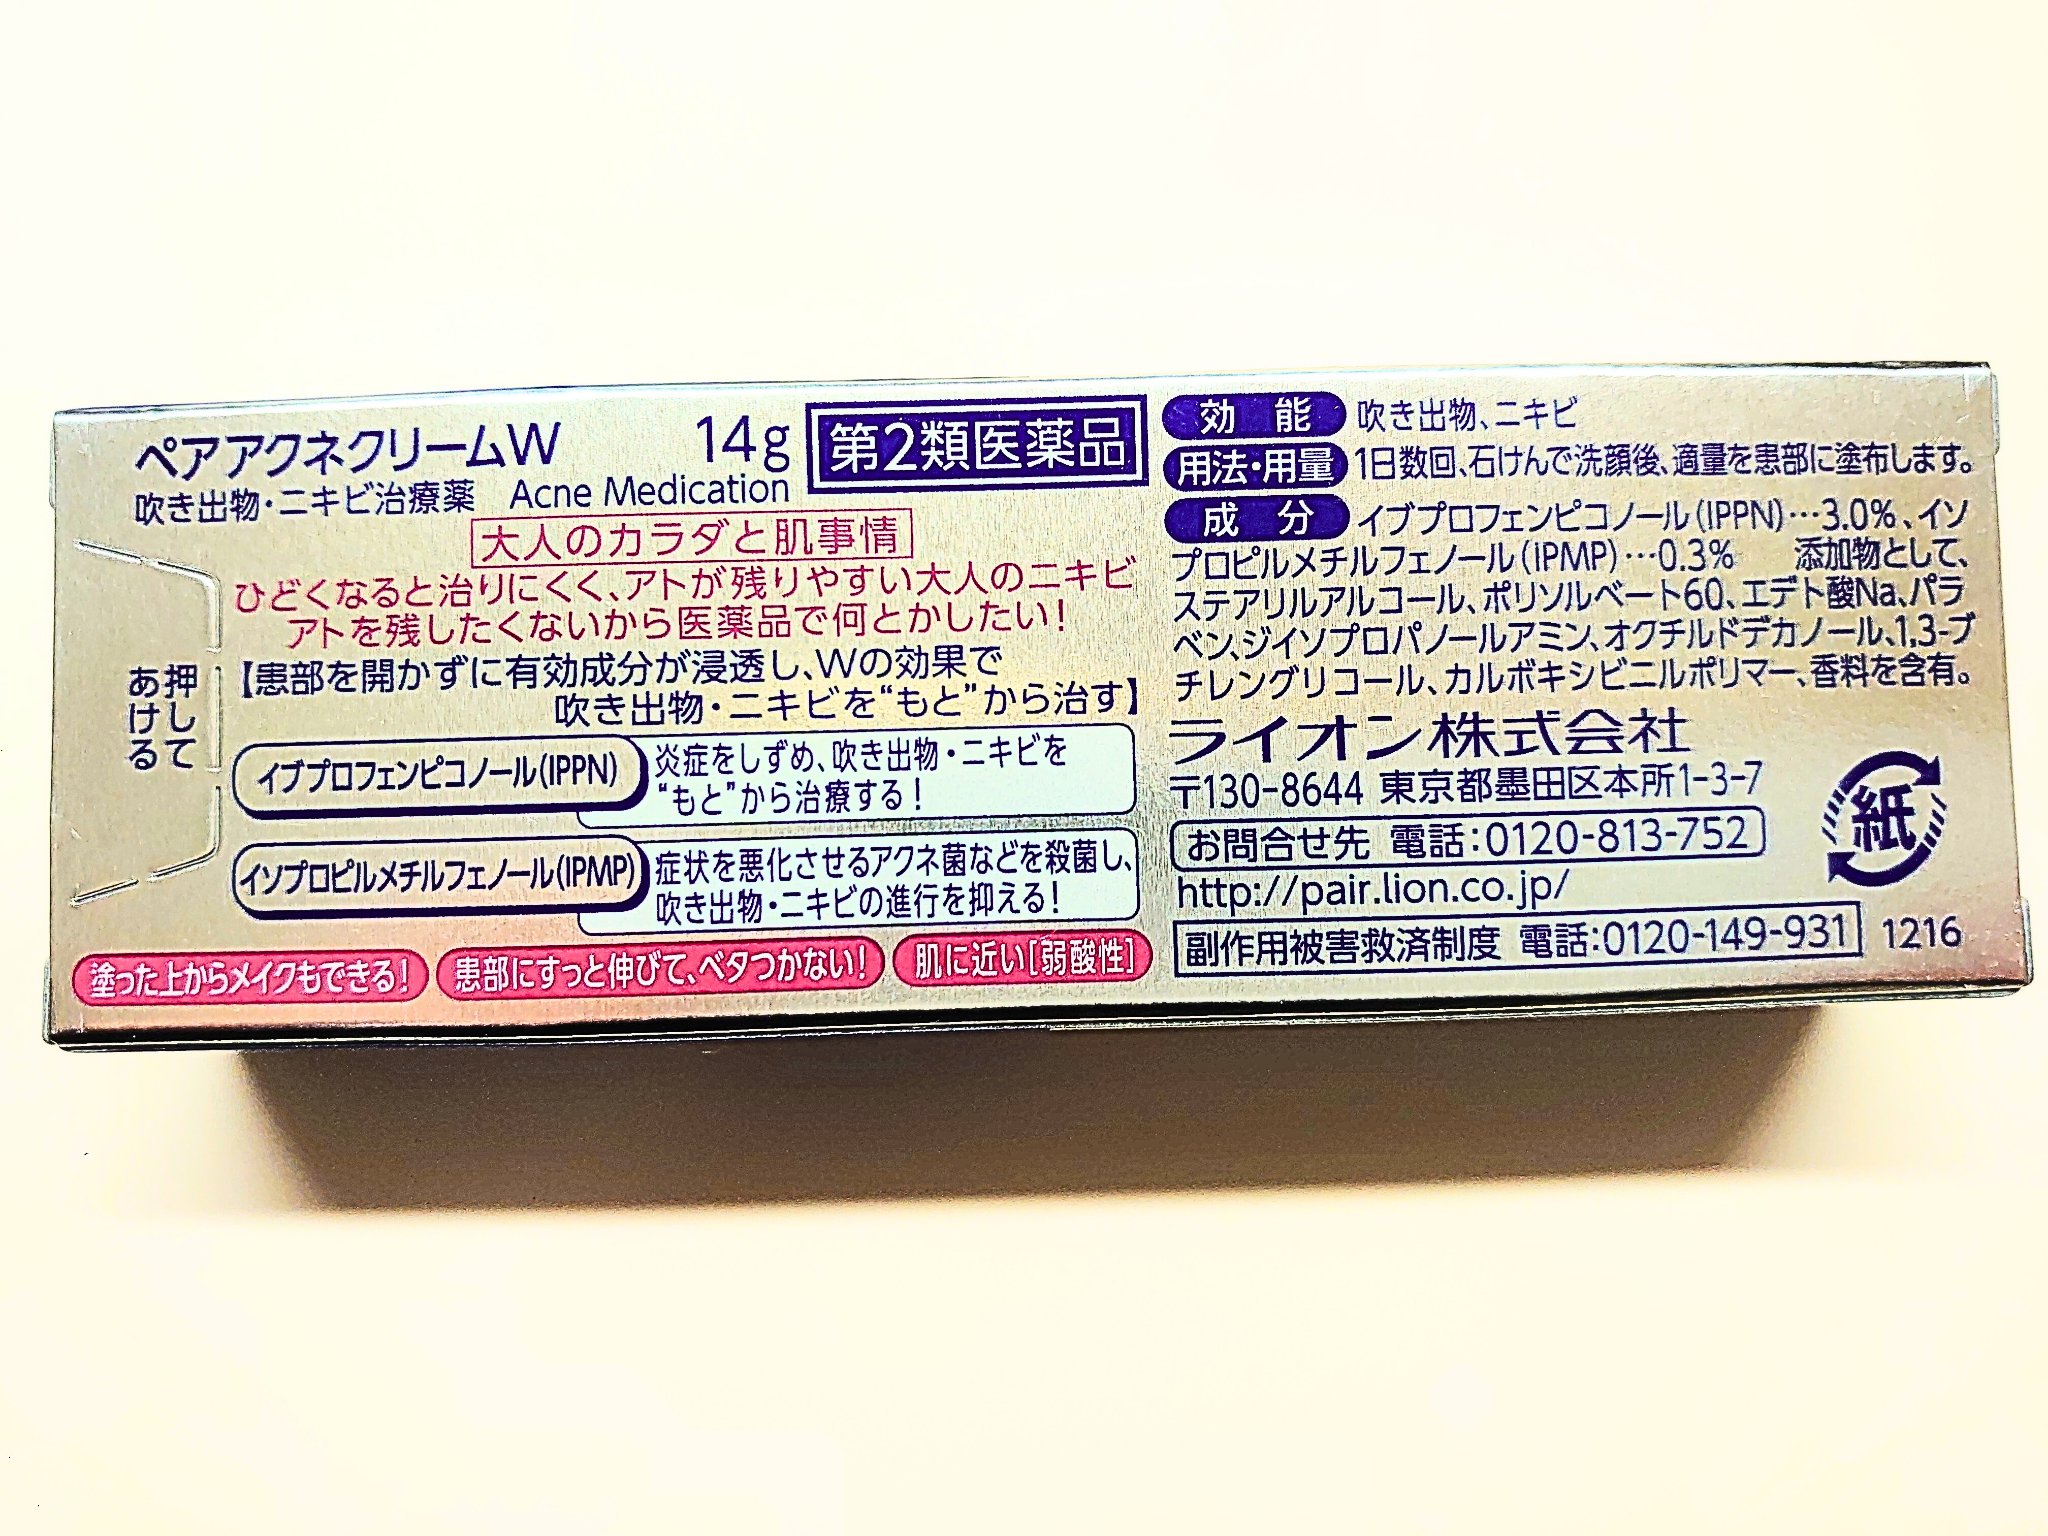 ペアアクネクリームW 14g 第2類医薬品
吹き出物・ニキビ治療薬 Acne Medication
大人のカラダと肌事情
ひどくなると治りにくく、アトが残りやすい大人のニキビ
アトを残したくないから医薬品で何とかしたい!
【患部を開かずに有効成分が浸透し、Wの効果で
吹き出物・ニキビを“もと”から治す】
押して
あける
イブプロフェンピコノール(IPPN)
炎症をしずめ、吹き出物・ニキビを
“もと”から治療する!
イソプロピルメチルフェノール(IPMP)
症状を悪化させるアクネ菌などを殺菌し、
吹き出物・ニキビの進行を抑える!
塗った上からメイクもできる!
患部にすっと伸びて、ベタつかない!
肌に近い[弱酸性]
効能 吹き出物、ニキビ
用法・用量 1日数回、石けんで洗顔後、適量を患部に塗布します。
成分 イブプロフェンピコノール(IPPN)…3.0%、イソ
プロピルメチルフェノール(IPMP)…0.3% 添加物として、
ステアリルアルコール、ポリソルベート60、エデト酸Na、パラ
ベン、ジイソプロパノールアミン、オクチルドデカノール、1,3-ブ
チレングリコール、カルボキシビニルポリマー、香料を含有。
ライオン株式会社
〒130-8644 東京都墨田区本所1-3-7
お問合せ先 電話:0120-813-752
http://pair.lion.co.jp/
副作用被害救済制度 電話:0120-149-931 1216
紙